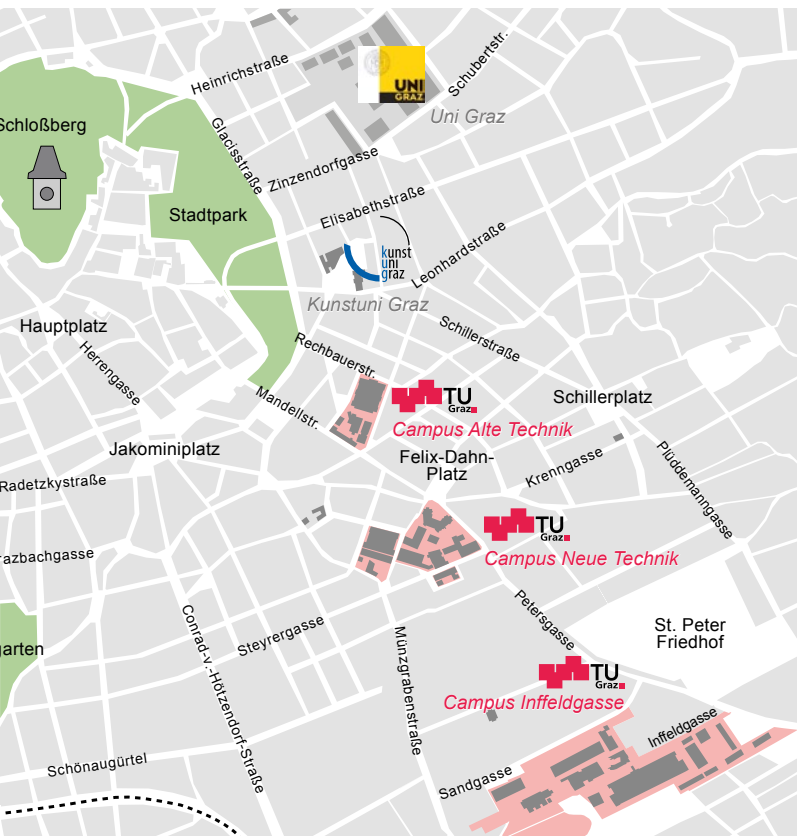 Heinrichstraße
Schubertstr.
UNI
GRAZ
Uni Graz
Schloßberg
Glacisstraße
Zinzendorfgasse
Stadtpark
Elisabethstraße
kunst
uni
graz
Leonhardstraße
Kunstuni Graz
Hauptplatz
Herrengasse
Schillerstraße
Rechbauerstr.
Mandellstr.
TU
Graz
Campus Alte Technik
Schillerplatz
Jakominiplatz
Felix-Dahn-
Platz
Krenngasse
Plüddemanngasse
Radetzkystraße
TU
Graz
Campus Neue Technik
razbachgasse
Petersgasse
St. Peter
Friedhof
Steyrergasse
garten
Conrad-v.-Hötzendorf-Straße
Münzgrabenstraße
TU
Graz
Campus Inffeldgasse
Inffeldgasse
Schönaugürtel
Sandgasse